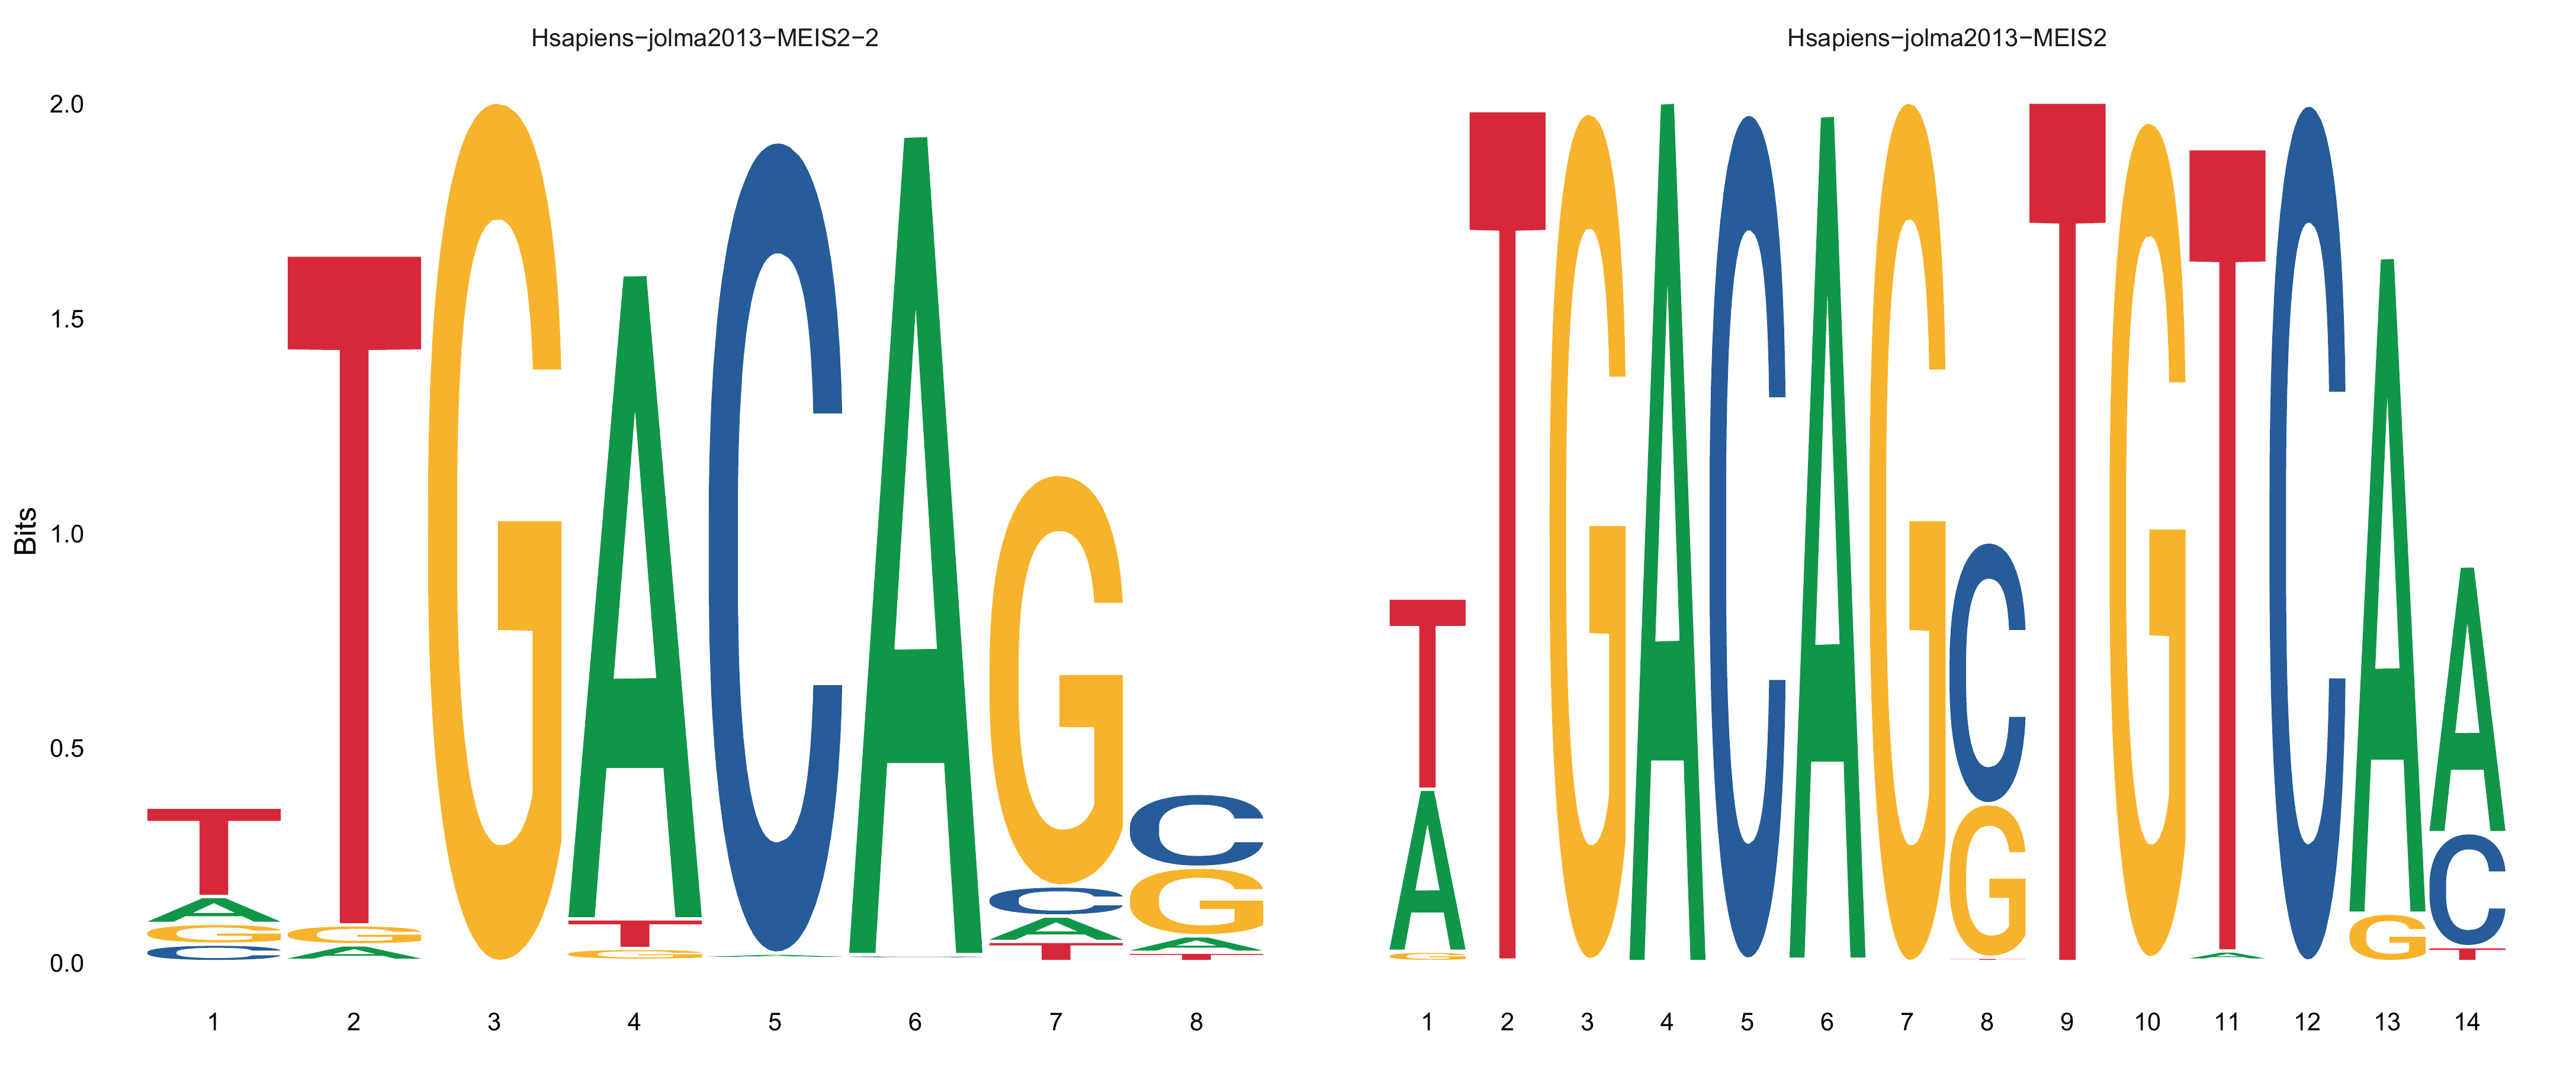 Hsapiens−jolma2013−MEIS2−2
Hsapiens−jolma2013−MEIS2
Bits
2.0
1.5
1.0
0.5
0.0
T T G A C A G C
A G T C G
G A G A A
C T T
1 2 3 4 5 6 7 8
T T G A C A G C T G T C A A
A G A G C
G T
1 2 3 4 5 6 7 8 9 10 11 12 13 14